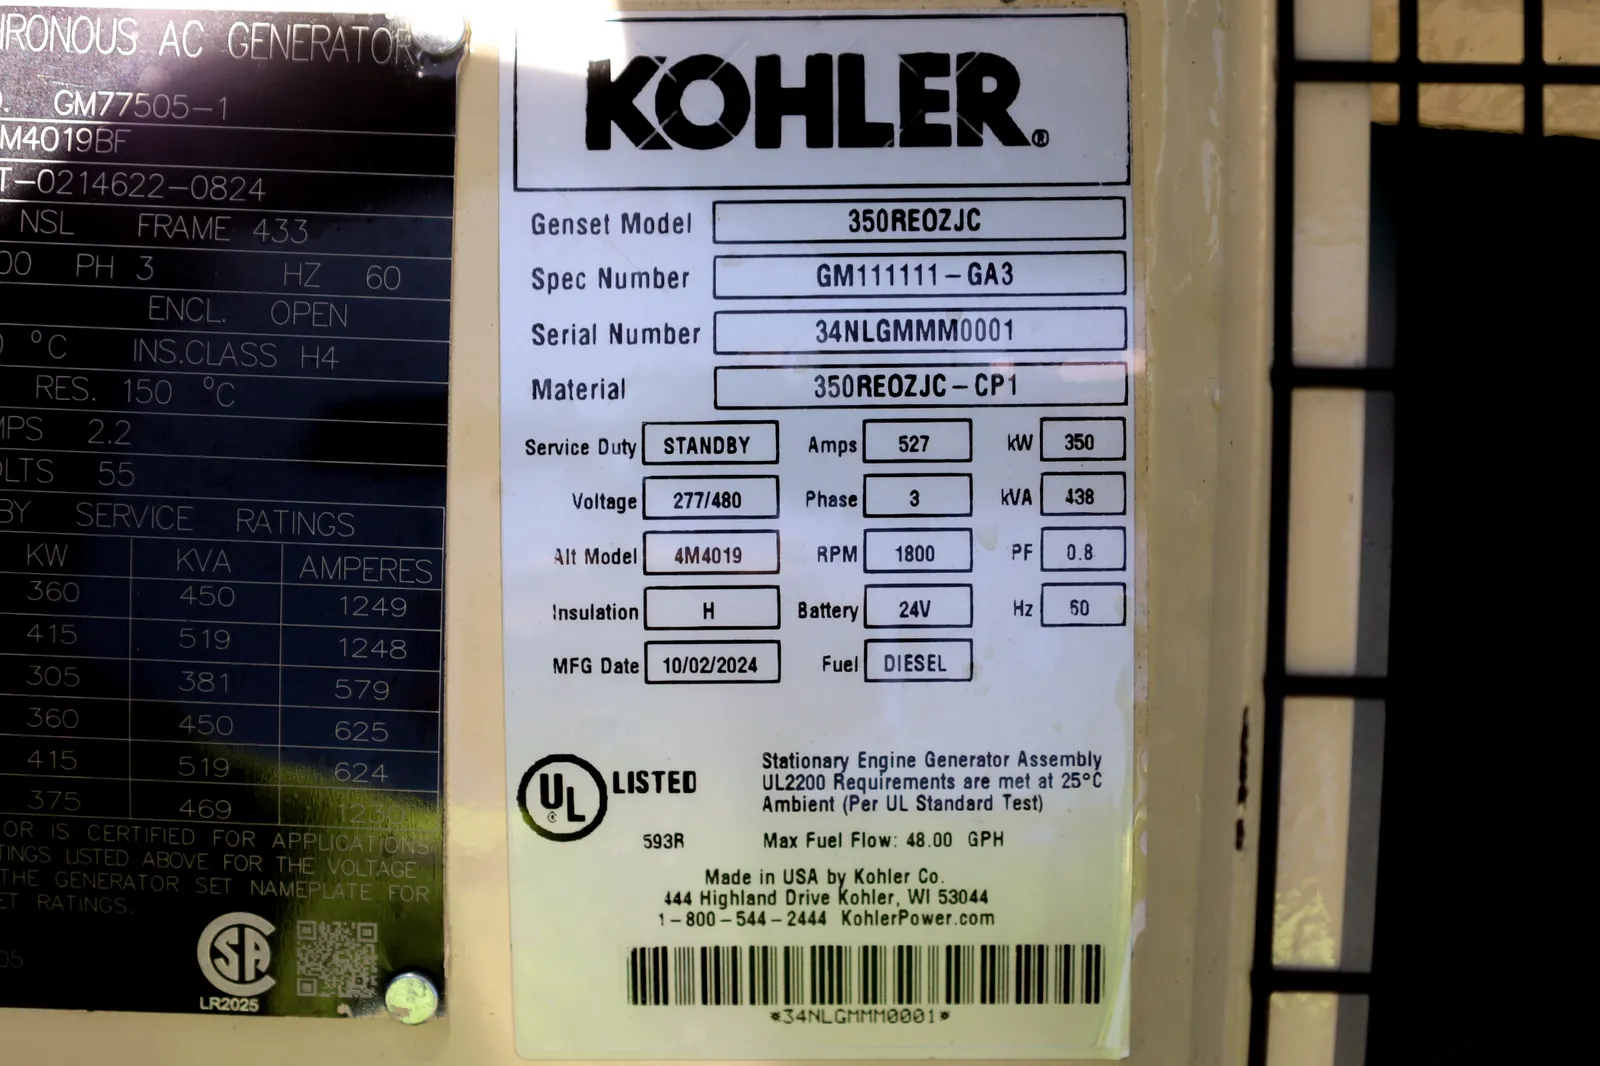 HRONOUS AC GENERATOR
GM77505-1
M4019BF
T-0214622-0824
NSL FRAME 433
00 PH 3 HZ 60
ENCL. OPEN
°C INS.CLASS H4
RES. 150 °C
MPS 2.2
OLTS 55
BY SERVICE RATINGS
KW KVA AMPERES
360 450 1249
415 519 1248
305 381 579
360 450 625
415 519 624
375 469 1230
OR IS CERTIFIED FOR APPLICATIONS
TINGS LISTED ABOVE FOR THE VOLTAGE
THE GENERATOR SET NAMEPLATE FOR
ET RATINGS.
05
CSA
LR2025
KOHLER®
Genset Model 350REOZJC
Spec Number GM111111-GA3
Serial Number 34NLGMMM0001
Material 350REOZJC-CP1
Service Duty STANDBY Amps 527 kW 350
Voltage 277/480 Phase 3 kVA 438
Alt Model 4M4019 RPM 1800 PF 0.8
Insulation H Battery 24V Hz 60
MFG Date 10/02/2024 Fuel DIESEL
UL® LISTED
593R
Stationary Engine Generator Assembly
UL2200 Requirements are met at 25°C
Ambient (Per UL Standard Test)
Max Fuel Flow: 48.00 GPH
Made in USA by Kohler Co.
444 Highland Drive Kohler, WI 53044
1-800-544-2444 KohlerPower.com
*34NLGMMM0001*